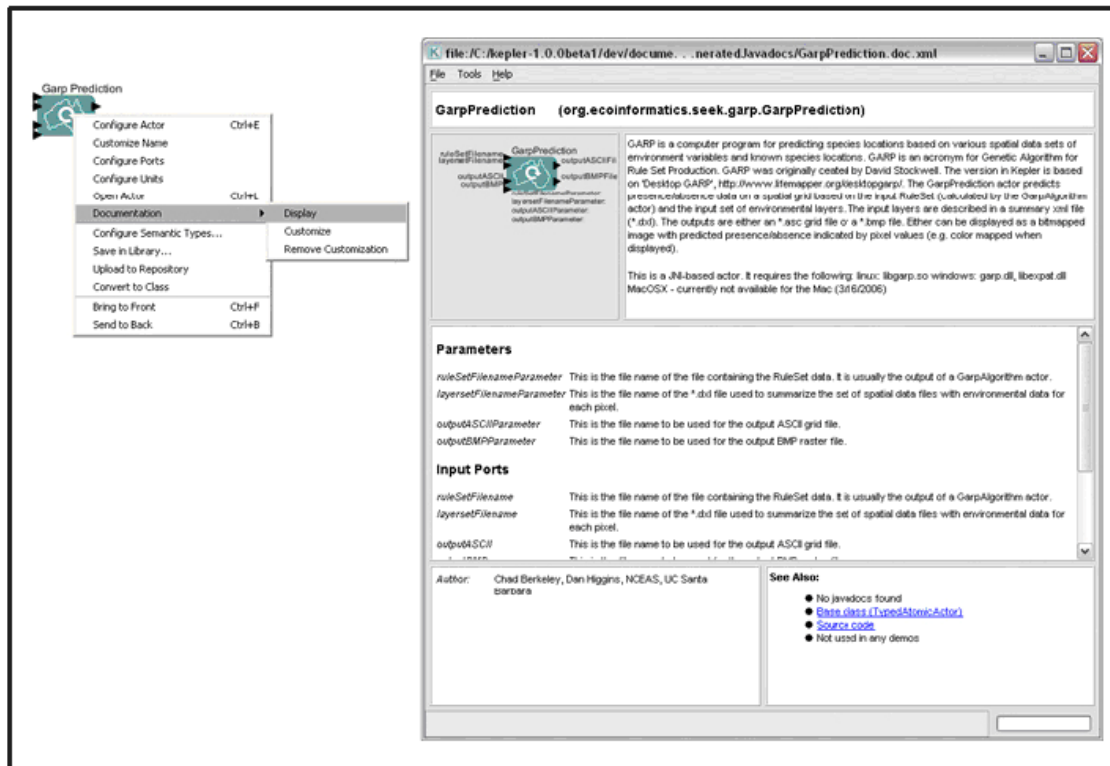 Garp Prediction
Configure Actor Ctrl+E
Customize Name
Configure Ports
Configure Units
Open Actor Ctrl+L
Documentation
Display
Customize
Remove Customization
Configure Semantic Types...
Save in Library...
Upload to Repository
Convert to Class
Bring to Front Ctrl+F
Send to Back Ctrl+B
file:/C:/kepler-1.0.0beta1/dev/docume. . .neratedJavadocs/GarpPrediction.doc.xml
File Tools Help
GarpPrediction (org.ecoinformatics.seek.garp.GarpPrediction)
GarpPrediction
ruleSetFilename
layersetFilename
outputASCII
outputBMP
outputASCIIFil
outputBMPFile
layersetFilenameParameter:
outputASCIIParameter:
outputBMPParameter:
GARP is a computer program for predicting species locations based on various spatial data sets of
environment variables and known species locations. GARP is an acronym for Genetic Algorithm for
Rule Set Production. GARP was originally created by David Stockwell. The version in Kepler is based
on 'Desktop GARP', http://www.lifemapper.org/desktopgarp/. The GarpPrediction actor predicts
presence/absence data on a spatial grid based on the input RuleSet (calculated by the GarpAlgorithm
actor) and the input set of environmental layers. The input layers are described in a summary xml file
(*.dxl). The outputs are either an *.asc grid file or a *.bmp file. Either can be displayed as a bitmapped
image with predicted presence/absence indicated by pixel values (e.g. color mapped when
displayed).
This is a JNI-based actor. It requires the following: linux: libgarp.so windows: garp.dll, libexpat.dll
MacOSX - currently not available for the Mac (3/16/2006)
Parameters
ruleSetFilenameParameter This is the file name of the file containing the RuleSet data. It is usually the output of a GarpAlgorithm actor.
layersetFilenameParameter This is the file name of the *.dxl file used to summarize the set of spatial data files with environmental data for
each pixel.
outputASCIIParameter This is the file name to be used for the output ASCII grid file.
outputBMPParameter This is the file name to be used for the output BMP raster file.
Input Ports
ruleSetFilename This is the file name of the file containing the RuleSet data. It is usually the output of a GarpAlgorithm actor.
layersetFilename This is the file name of the *.dxl file used to summarize the set of spatial data files with environmental data for
each pixel.
outputASCII This is the file name to be used for the output ASCII grid file.
Author: Chad Berkeley, Dan Higgins, NCEAS, UC Santa
Barbara
See Also:
No javadocs found
Base class (TypedAtomicActor)
Source code
Not used in any demos